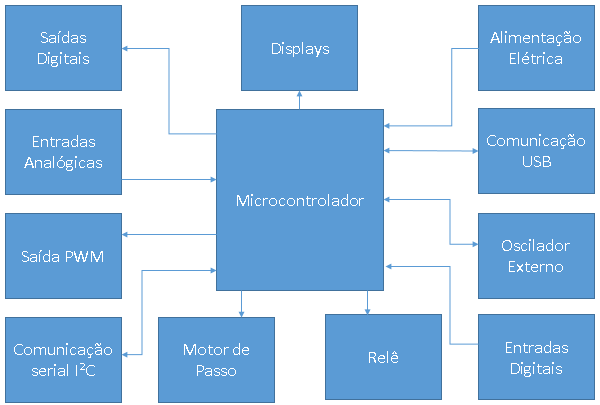 Saídas
Digitais
Displays
Alimentação
Elétrica
Entradas
Analógicas
Microcontrolador
Comunicação
USB
Saída PWM
Oscilador
Externo
Comunicação
serial I²C
Motor de
Passo
Relê
Entradas
Digitais